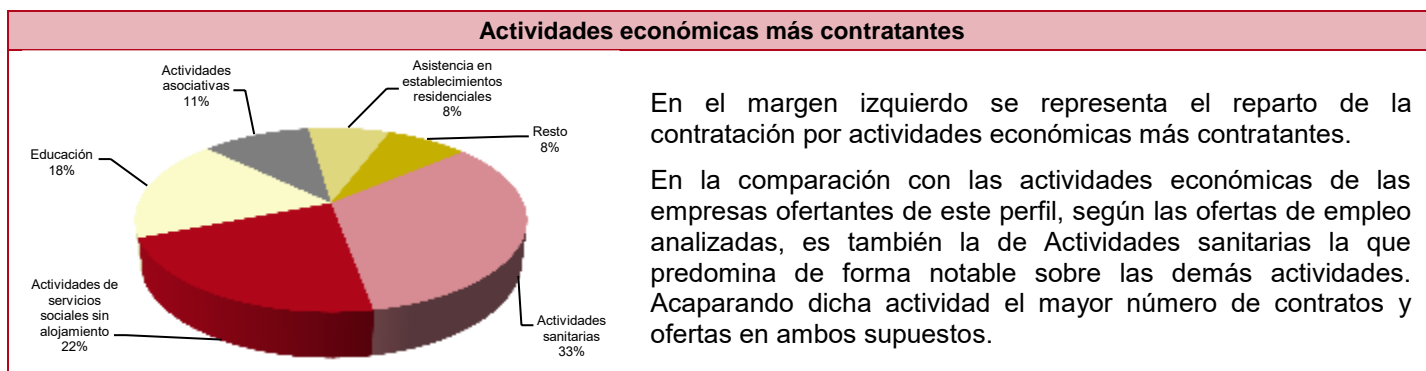 Actividades económicas más contratantes
Actividades
asociativas
11%
Asistencia en
establecimientos
residenciales
8%
Resto
8%
Educación
18%
Actividades de
servicios
sociales sin
alojamiento
22%
Actividades
sanitarias
33%
En el margen izquierdo se representa el reparto de la
contratación por actividades económicas más contratantes.
En la comparación con las actividades económicas de las
empresas ofertantes de este perfil, según las ofertas de empleo
analizadas, es también la de Actividades sanitarias la que
predomina de forma notable sobre las demás actividades.
Acaparando dicha actividad el mayor número de contratos y
ofertas en ambos supuestos.